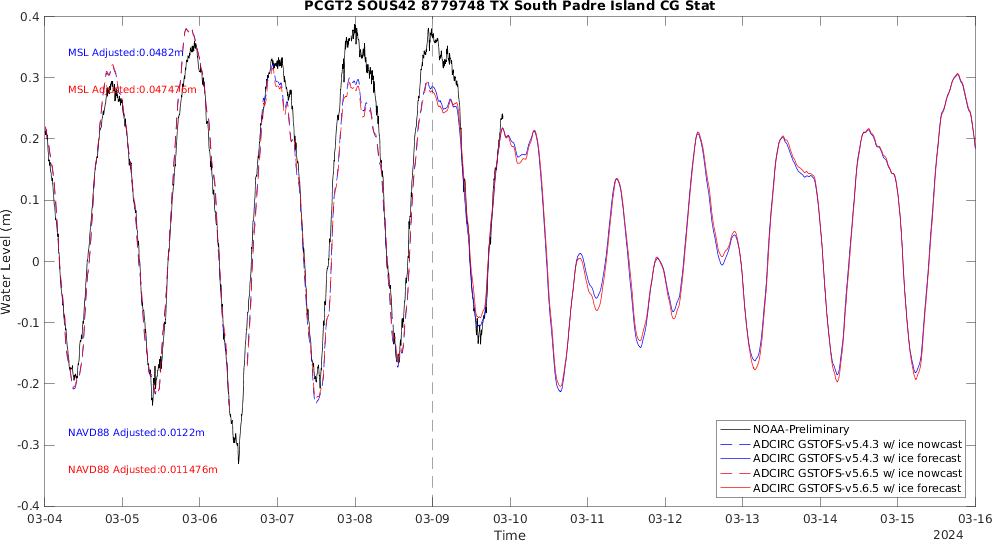 PCGT2 SOUS42 8779748 TX South Padre Island CG Stat
0.4
0.3
0.2
0.1
0
-0.1
-0.2
-0.3
-0.4
Water Level (m)
MSL Adjusted:0.0482m
MSL Adjusted:0.047476m
NAVD88 Adjusted:0.0122m
NAVD88 Adjusted:0.011476m
NOAA-Preliminary
ADCIRC GSTOFS-v5.4.3 w/ ice nowcast
ADCIRC GSTOFS-v5.4.3 w/ ice forecast
ADCIRC GSTOFS-v5.6.5 w/ ice nowcast
ADCIRC GSTOFS-v5.6.5 w/ ice forecast
03-04 03-05 03-06 03-07 03-08 03-09 03-10 03-11 03-12 03-13 03-14 03-15 03-16
Time
2024